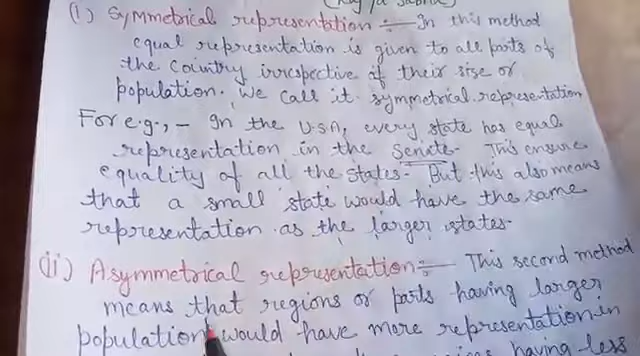 (Rajya Sabha)
(i) Symmetrical representation :- In this method
equal representation is given to all parts of
the country irrespective of their size or
population. We call it symmetrical representation
For e.g., - In the U.S.A, every state has equal
representation in the Senate. This ensure
equality of all the states. But this also means
that a small state would have the same
representation as the larger states.
(ii) Asymmetrical representation :- This second method
means that regions or parts having larger
population would have more representation in
having less